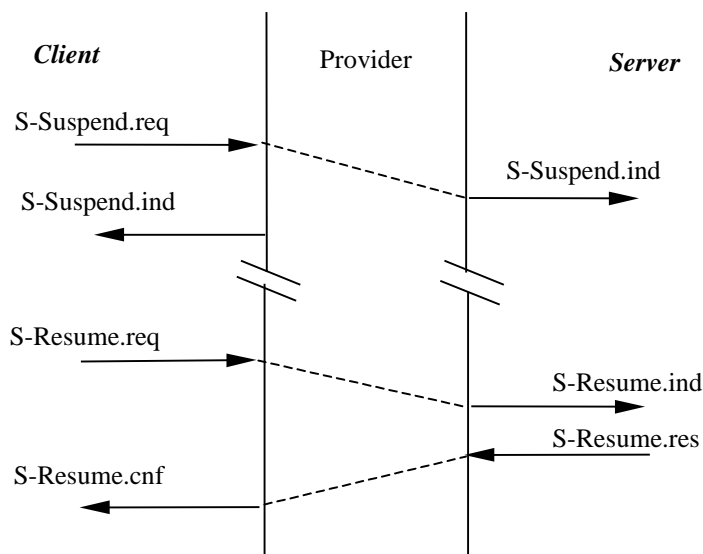 Client
Provider
Server
S-Suspend.req
S-Suspend.ind
S-Suspend.ind
S-Resume.req
S-Resume.ind
S-Resume.res
S-Resume.cnf